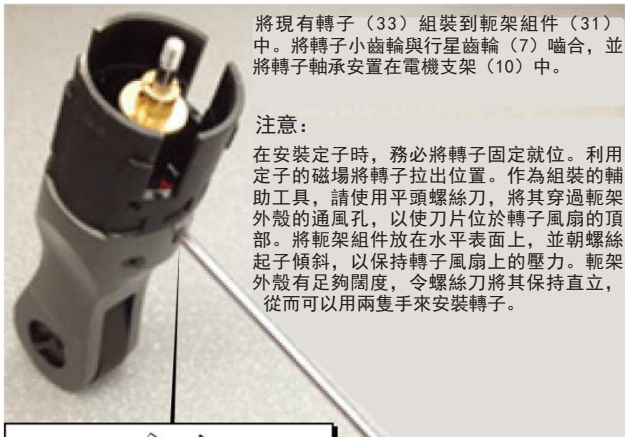 將現有轉子（33）組裝到軛架組件（31）
中。將轉子小齒輪與行星齒輪（7）嚙合，並
將轉子軸承安置在電機支架（10）中。
注意：
在安裝定子時，務必將轉子固定就位。利用
定子的磁場將轉子拉出位置。作為組裝的輔
助工具，請使用平頭螺絲刀，將其穿過軛架
外殼的通風孔，以使刀片位於轉子風扇的頂
部。將軛架組件放在水平表面上，並朝螺絲
起子傾斜，以保持轉子風扇上的壓力。軛架
外殼有足夠闊度，令螺絲刀將其保持直立，
從而可以用兩隻手來安裝轉子。